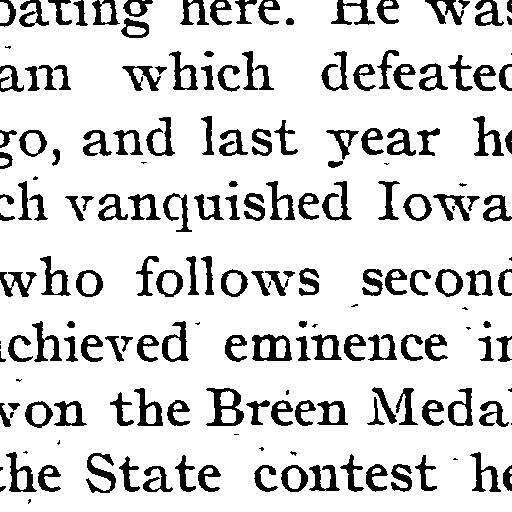 oating here. He was
am which defeated
go, and last year he
ch vanquished Iowa
who follows second
achieved eminence in
won the Breen Medal
the State contest he